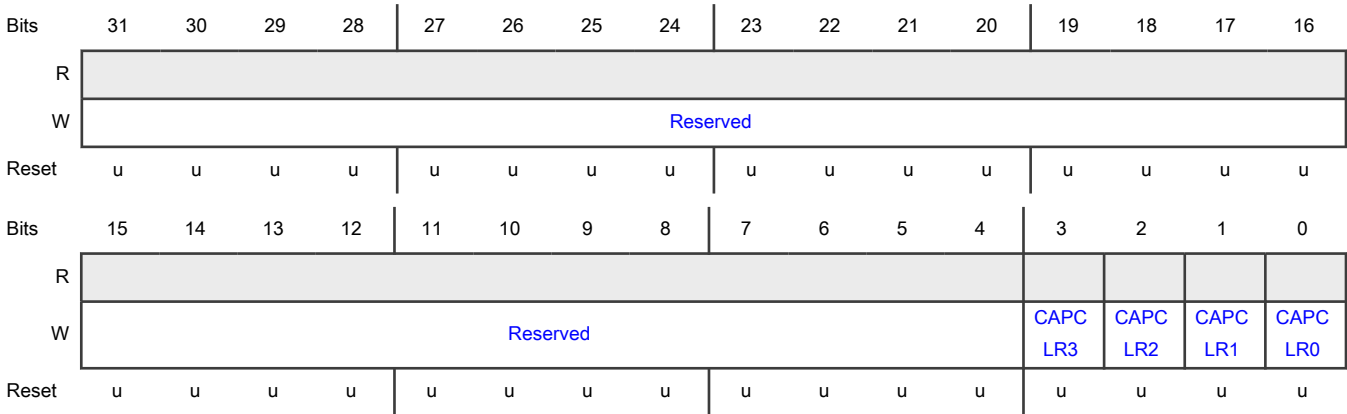 Bits 31 30 29 28 27 26 25 24 23 22 21 20 19 18 17 16
R
W Reserved
Reset u u u u u u u u u u u u u u u u
Bits 15 14 13 12 11 10 9 8 7 6 5 4 3 2 1 0
R
W Reserved CAPC LR3 CAPC LR2 CAPC LR1 CAPC LR0
Reset u u u u u u u u u u u u u u u u